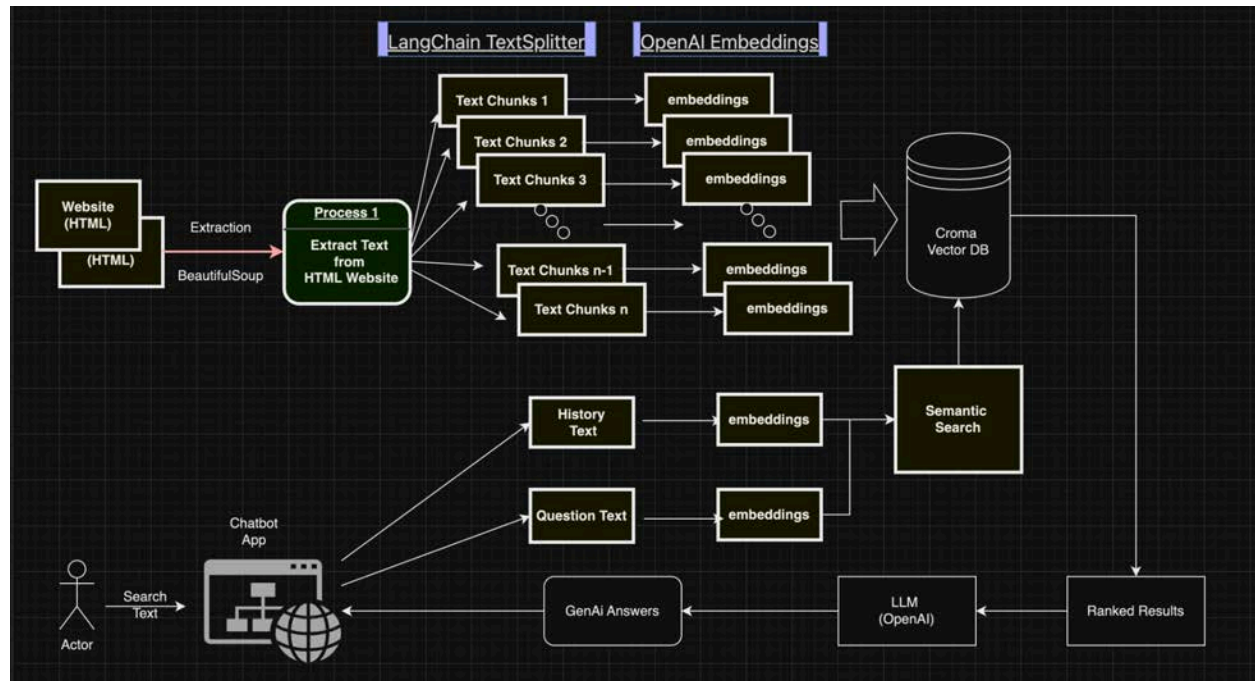 LangChain TextSplitter
OpenAI Embeddings
Text Chunks 1
embeddings
Text Chunks 2
embeddings
Text Chunks 3
embeddings
Website
(HTML)
(HTML)
Extraction
BeautifulSoup
Process 1
Extract Text
from
HTML Website
Text Chunks n-1
embeddings
Text Chunks n
embeddings
Croma
Vector DB
History
Text
embeddings
Semantic
Search
Question Text
embeddings
Chatbot
App
Search
Text
Actor
GenAi Answers
LLM
(OpenAI)
Ranked Results